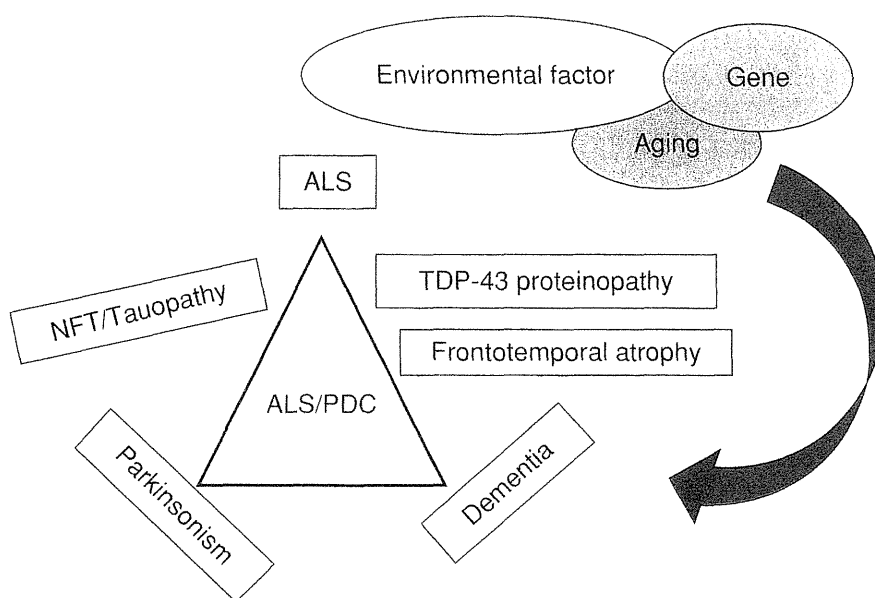 Environmental factor
Gene
Aging
ALS
NFT/Tauopathy
TDP-43 proteinopathy
Frontotemporal atrophy
ALS/PDC
Parkinsonism
Dementia